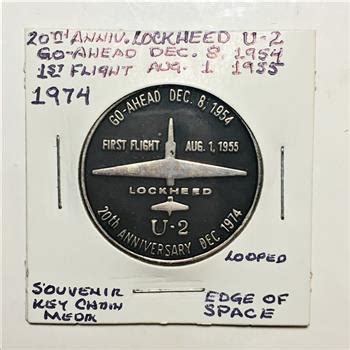 20TH ANNIV. LOCKHEED U-2
GO-AHEAD DEC. 8, 1954
1ST FLIGHT AUG. 1 1955
1974
GO-AHEAD DEC. 8, 1954
FIRST FLIGHT AUG. 1, 1955
LOCKHEED
U-2
20th ANNIVERSARY DEC 1974
LOOPED
SOUVENIR
KEY CHAIN
MEDAL
EDGE OF
SPACE